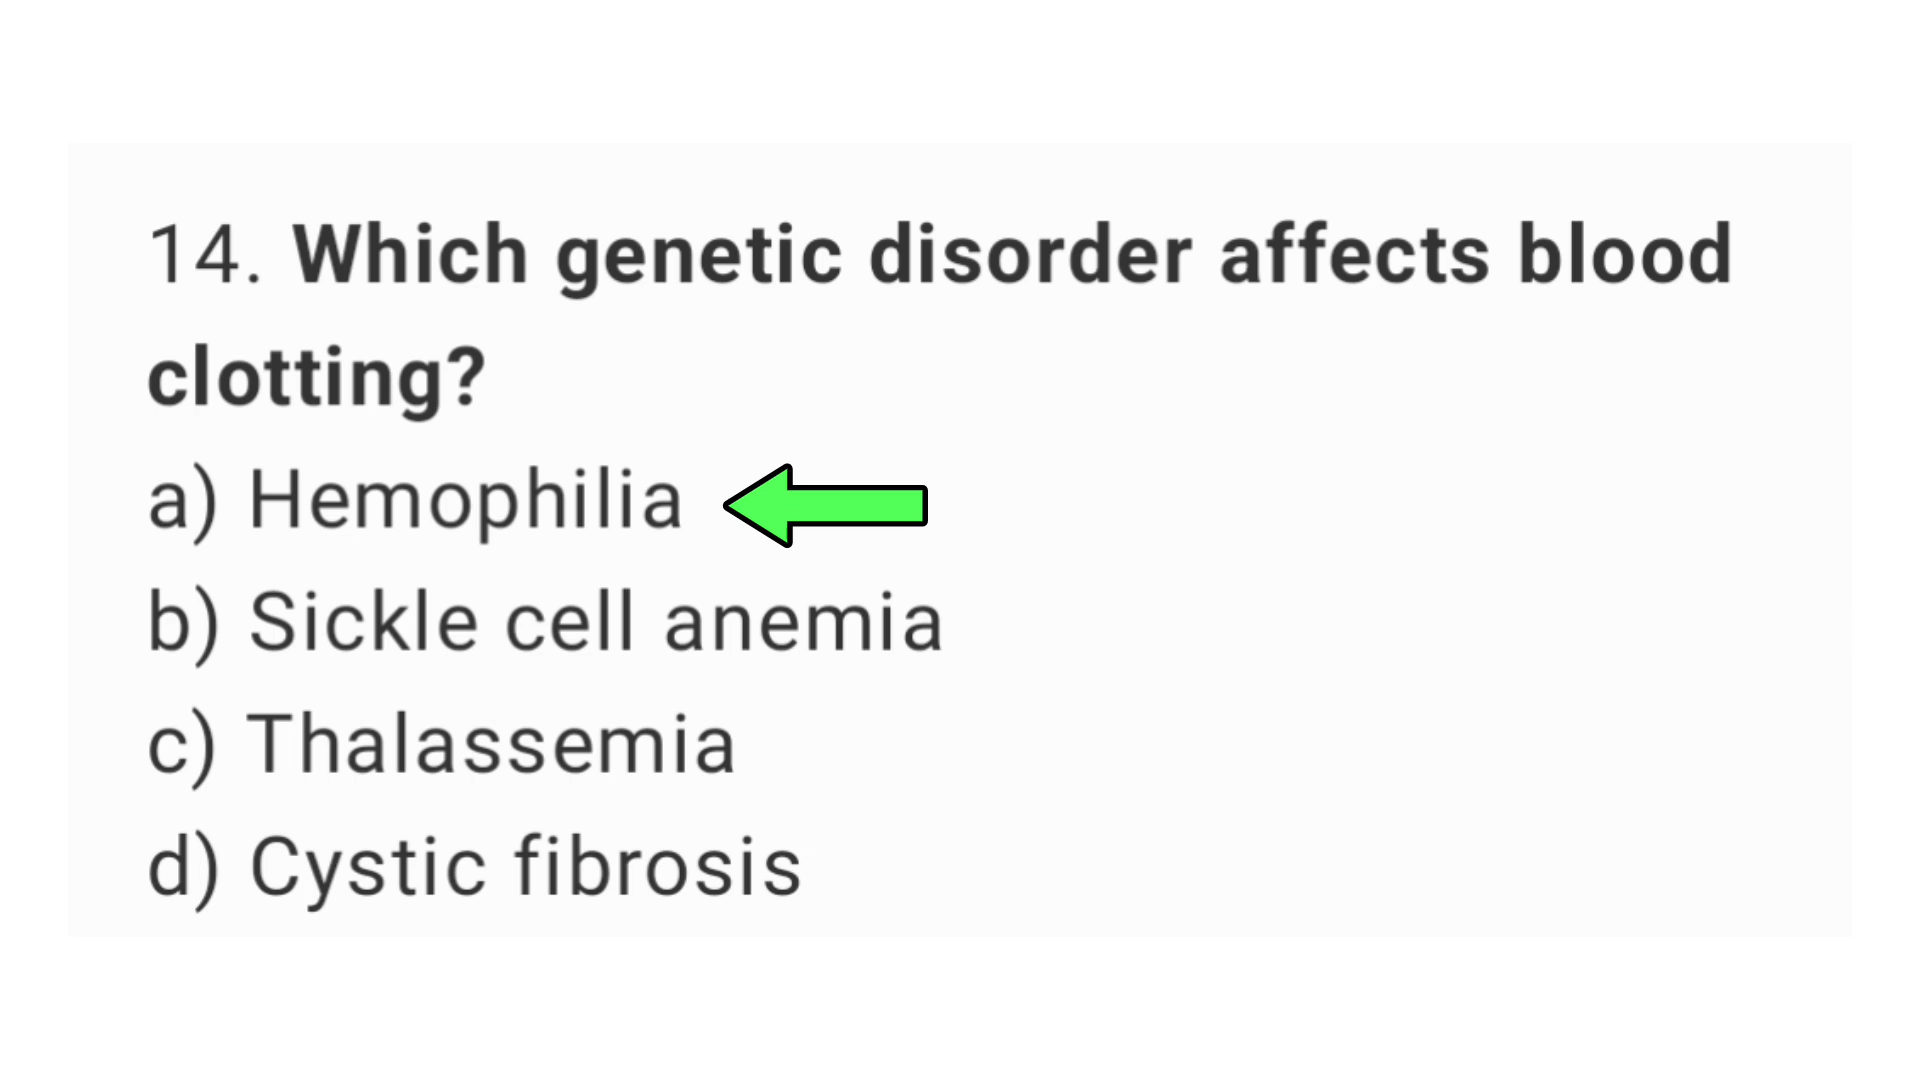 14. Which genetic disorder affects blood
clotting?
a) Hemophilia
b) Sickle cell anemia
c) Thalassemia
d) Cystic fibrosis